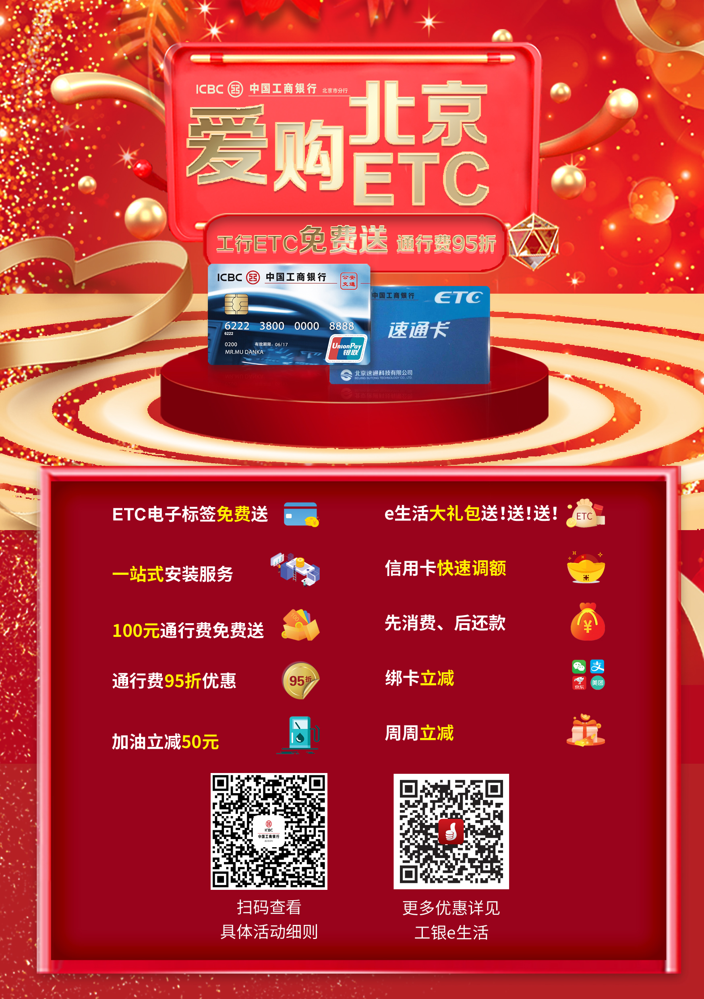 ICBC 中国工商银行 北京市分行
爱购北京
ETC
工行ETC免费送 通行费95折
ICBC 中国工商银行 公安交通
6222 3800 0000 8888
6222
0200 有效期限：06/17
MR.MU DANKA
UnionPay
银联
中国工商银行 ETC
速通卡
北京速通科技有限公司
BEIJING SUTONG TECHNOLOGY CO., LTD.
ETC电子标签免费送
e生活大礼包送！送！送！
ETC
一站式安装服务
信用卡快速调额
100元通行费免费送
100
先消费、后还款
¥
通行费95折优惠
95折
绑卡立减
支
京东
美团
加油立减50元
周周立减
ICBC
中国工商银行
扫码查看
具体活动细则
更多优惠详见
工银e生活